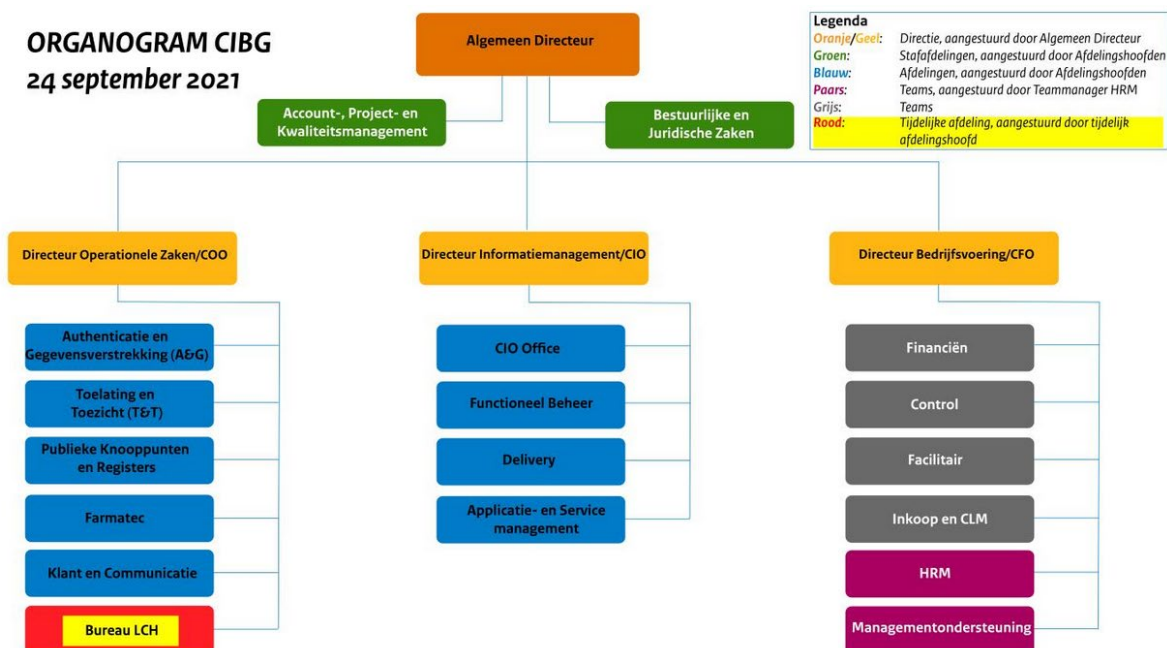 ORGANOGRAM CIBG
24 september 2021
Algemeen Directeur
Legenda
Oranje/Geel: Directie, aangestuurd door Algemeen Directeur
Groen: Stafafdelingen, aangestuurd door Afdelingshoofden
Blauw: Afdelingen, aangestuurd door Afdelingshoofden
Paars: Teams, aangestuurd door Teammanager HRM
Grijs: Teams
Rood: Tijdelijke afdeling, aangestuurd door tijdelijk
afdelingshoofd
Account-, Project- en
Kwaliteitsmanagement
Bestuurlijke en
Juridische Zaken
Directeur Operationele Zaken/COO
Directeur Informatiemanagement/CIO
Directeur Bedrijfsvoering/CFO
Authenticatie en
Gegevensverstrekking (A&G)
Toelating en
Toezicht (T&T)
Publieke Knooppunten
en Registers
Farmatec
Klant en Communicatie
Bureau LCH
CIO Office
Functioneel Beheer
Delivery
Applicatie- en Service
management
Financiën
Control
Facilitair
Inkoop en CLM
HRM
Managementondersteuning